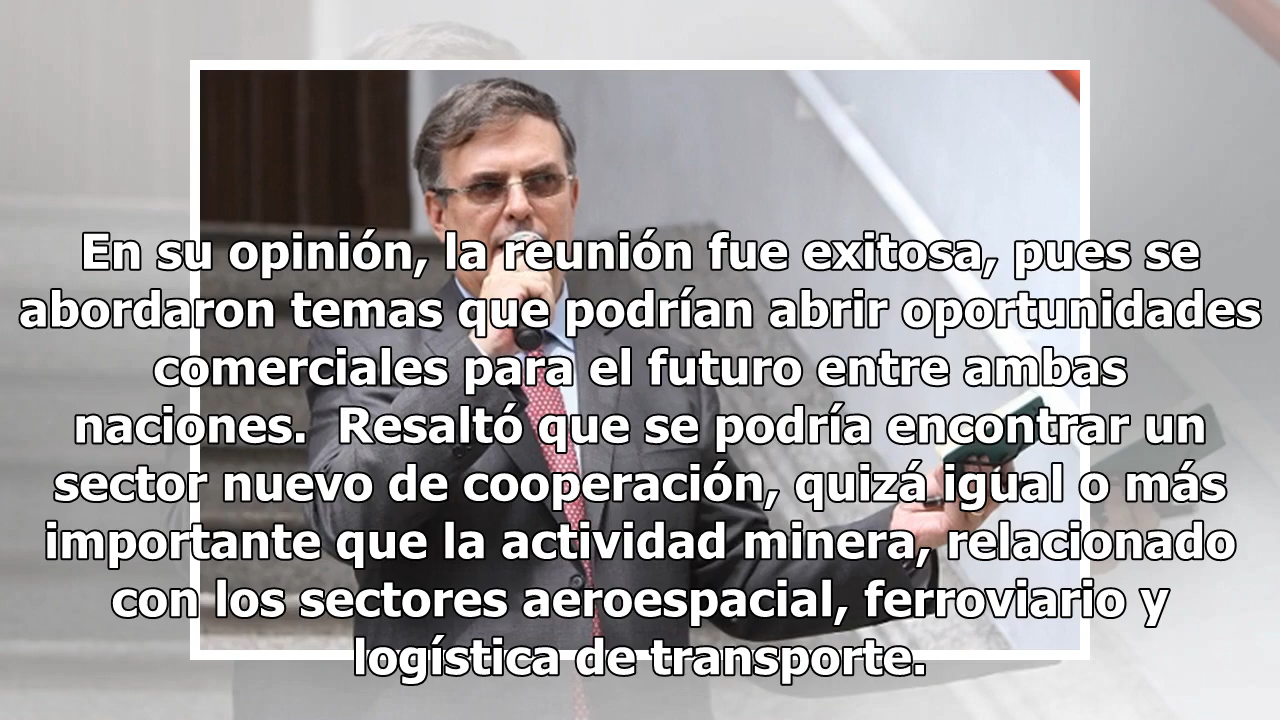 En su opinión, la reunión fue exitosa, pues se
abordaron temas que podrían abrir oportunidades
comerciales para el futuro entre ambas
naciones.  Resaltó que se podría encontrar un
sector nuevo de cooperación, quizá igual o más
importante que la actividad minera, relacionado
con los sectores aeroespacial, ferroviario y
logística de transporte.